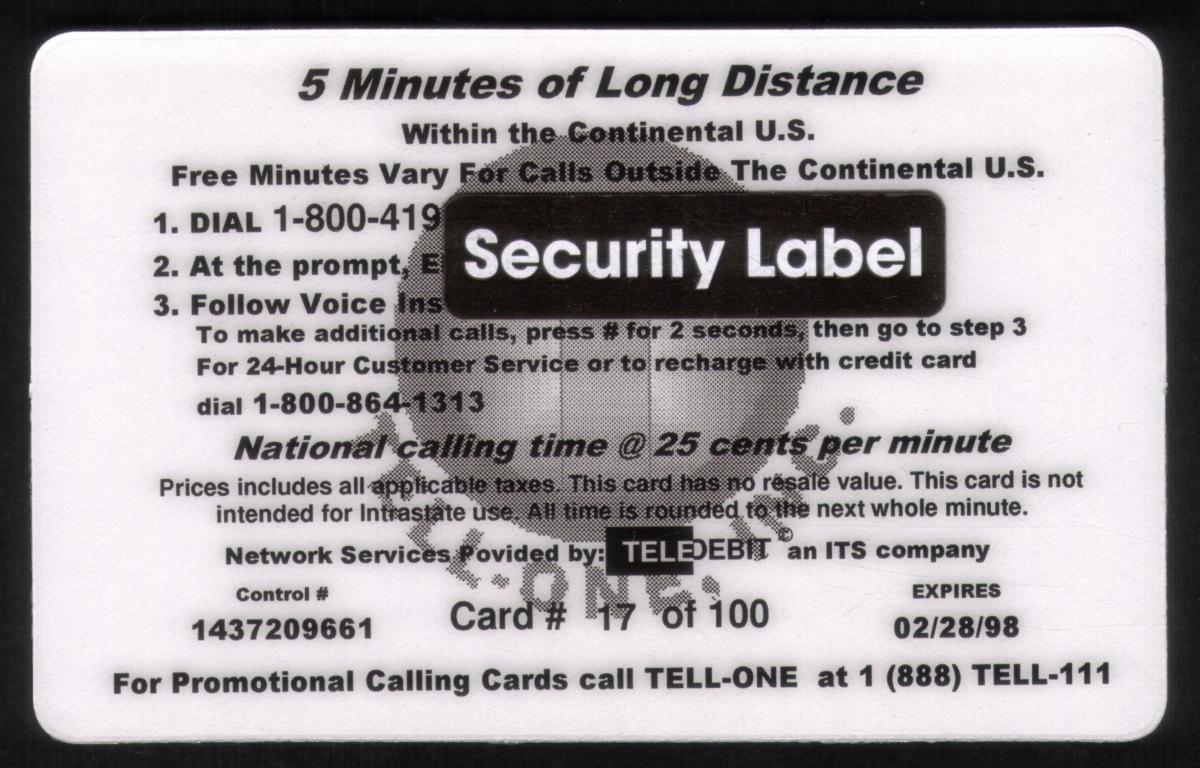 5 Minutes of Long Distance
Within the Continental U.S.
Free Minutes Vary For Calls Outside The Continental U.S.
1. DIAL 1-800-419
Security Label
2. At the prompt, E
3. Follow Voice Ins
To make additional calls, press # for 2 seconds, then go to step 3
For 24-Hour Customer Service or to recharge with credit card
dial 1-800-864-1313
National calling time @ 25 cents per minute
Prices includes all applicable taxes. This card has no resale value. This card is not
intended for Intrastate use. All time is rounded to the next whole minute.
Network Services Povided by: TELEDEBIT © an ITS company
TELL-ONE, INC.
Control #
EXPIRES
1437209661
Card # 17 of 100
02/28/98
For Promotional Calling Cards call TELL-ONE at 1 (888) TELL-111